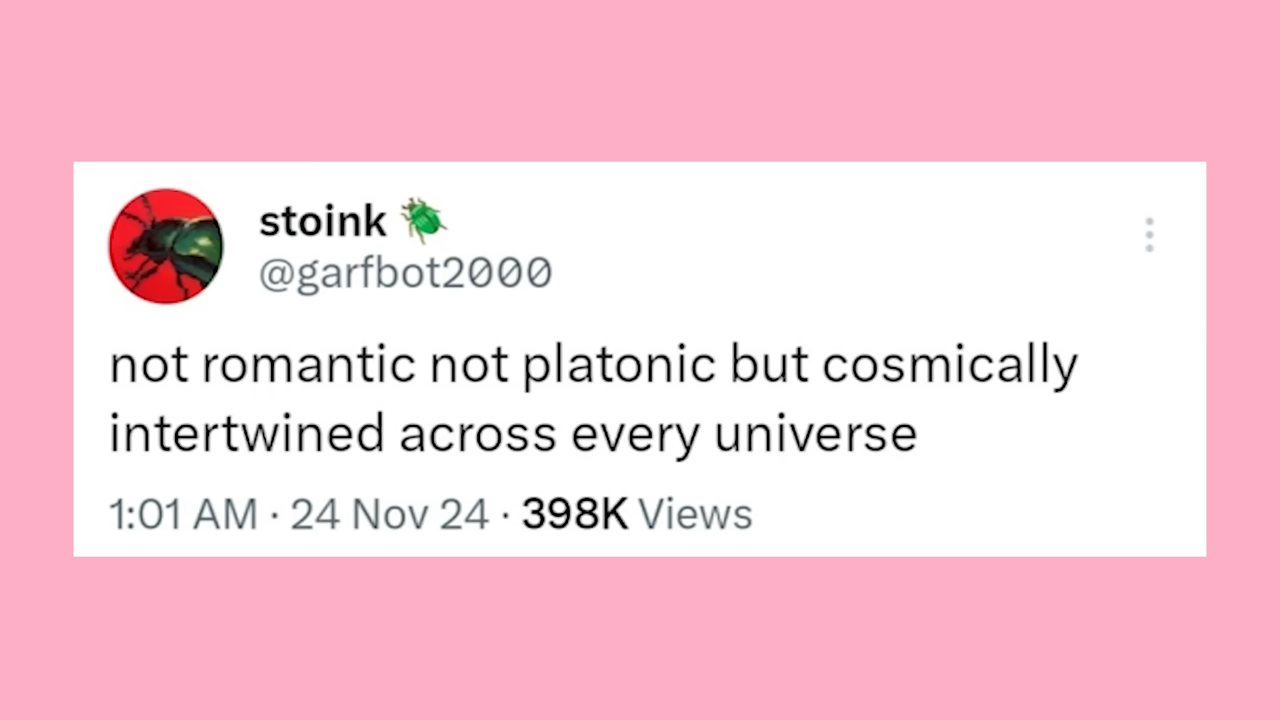 stoink 🪲
@garfbot2000
not romantic not platonic but cosmically
intertwined across every universe
1:01 AM · 24 Nov 24 · 398K Views